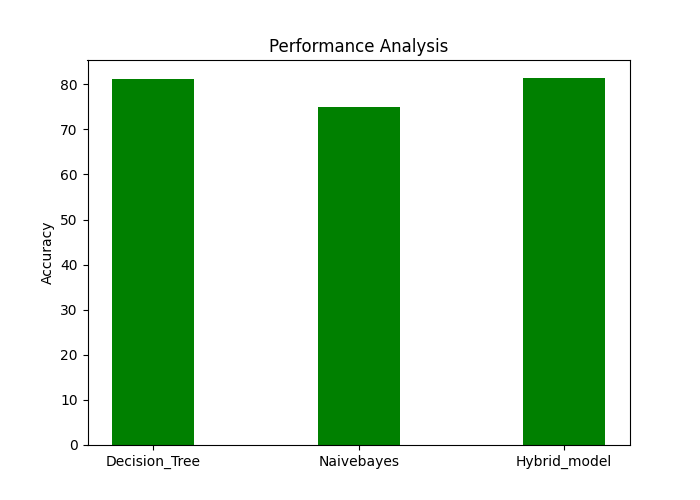 Performance Analysis
80
70
60
50
40
30
20
10
0
Accuracy
Decision_Tree
Naivebayes
Hybrid_model